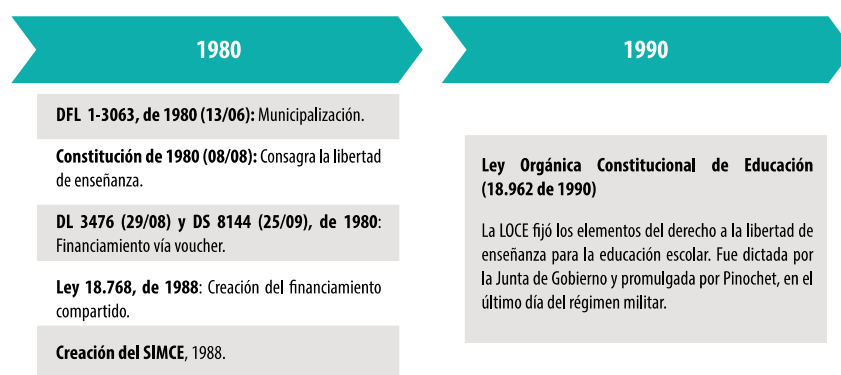 1980
DFL 1-3063, de 1980 (13/06): Municipalización.
Constitución de 1980 (08/08): Consagra la libertad
de enseñanza.
DL 3476 (29/08) y DS 8144 (25/09), de 1980:
Financiamiento vía voucher.
Ley 18.768, de 1988: Creación del financiamiento
compartido.
Creación del SIMCE, 1988.
1990
Ley Orgánica Constitucional de Educación
(18.962 de 1990)
La LOCE fijó los elementos del derecho a la libertad de
enseñanza para la educación escolar. Fue dictada por
la Junta de Gobierno y promulgada por Pinochet, en el
último día del régimen militar.